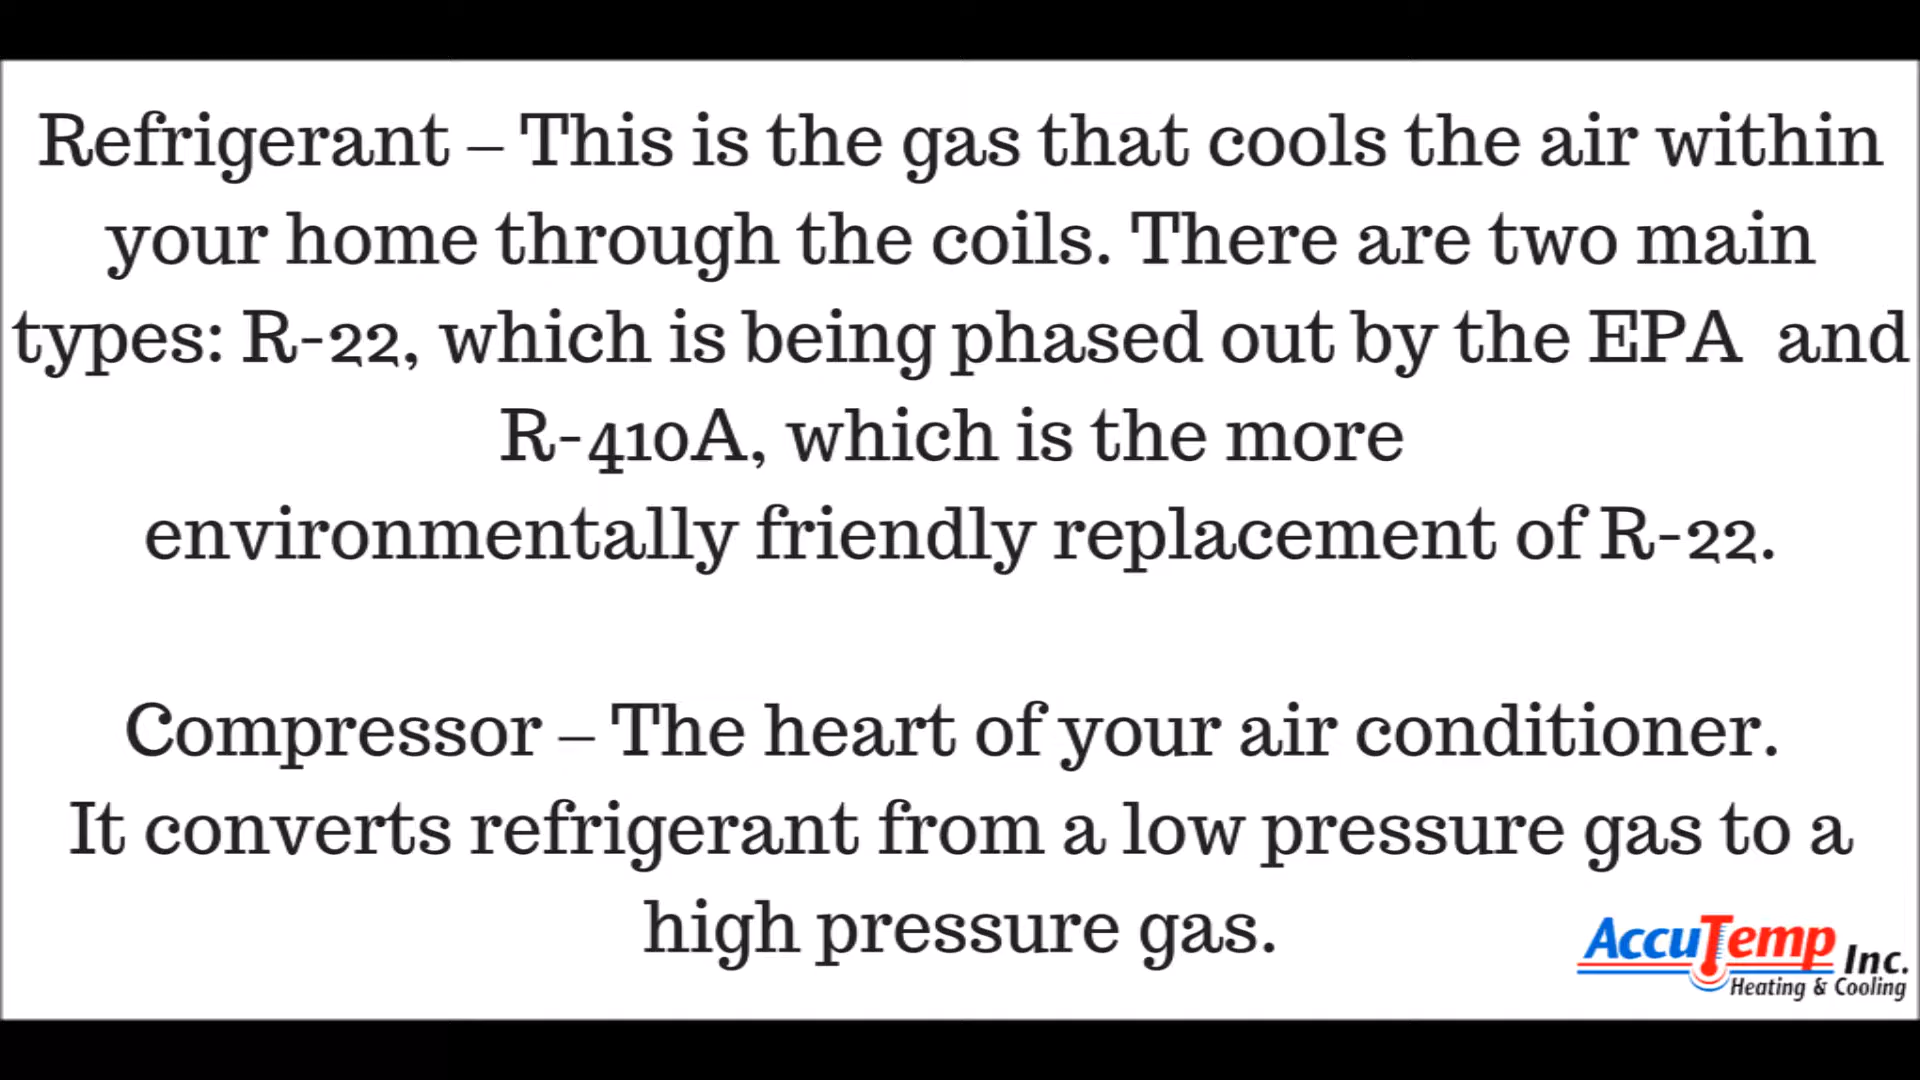 Refrigerant – This is the gas that cools the air within
your home through the coils. There are two main
types: R-22, which is being phased out by the EPA  and
R-410A, which is the more
environmentally friendly replacement of R-22.
Compressor – The heart of your air conditioner.
It converts refrigerant from a low pressure gas to a
high pressure gas.
AccuTemp Inc.
Heating & Cooling